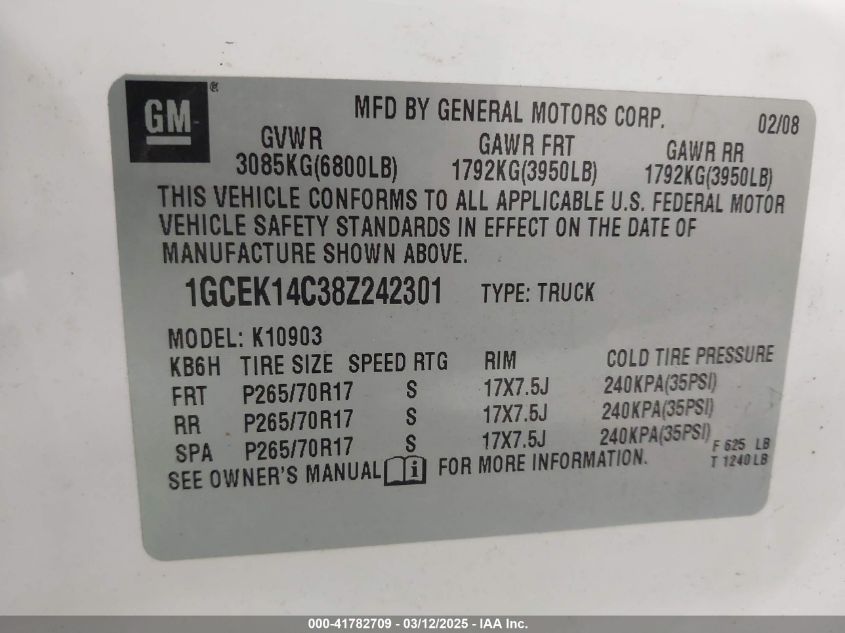 GM®
MFD BY GENERAL MOTORS CORP. 02/08
GVWR GAWR FRT GAWR RR
3085KG(6800LB) 1792KG(3950LB) 1792KG(3950LB)
THIS VEHICLE CONFORMS TO ALL APPLICABLE U.S. FEDERAL MOTOR
VEHICLE SAFETY STANDARDS IN EFFECT ON THE DATE OF
MANUFACTURE SHOWN ABOVE.
1GCEK14C38Z242301 TYPE: TRUCK
MODEL: K10903
KB6H TIRE SIZE SPEED RTG RIM COLD TIRE PRESSURE
FRT P265/70R17 S 17X7.5J 240KPA(35PSI)
RR P265/70R17 S 17X7.5J 240KPA(35PSI)
SPA P265/70R17 S 17X7.5J 240KPA(35PSI) F 625 LB
SEE OWNER'S MANUAL i FOR MORE INFORMATION. T 1240LB
000-41782709 - 03/12/2025 - IAA Inc.